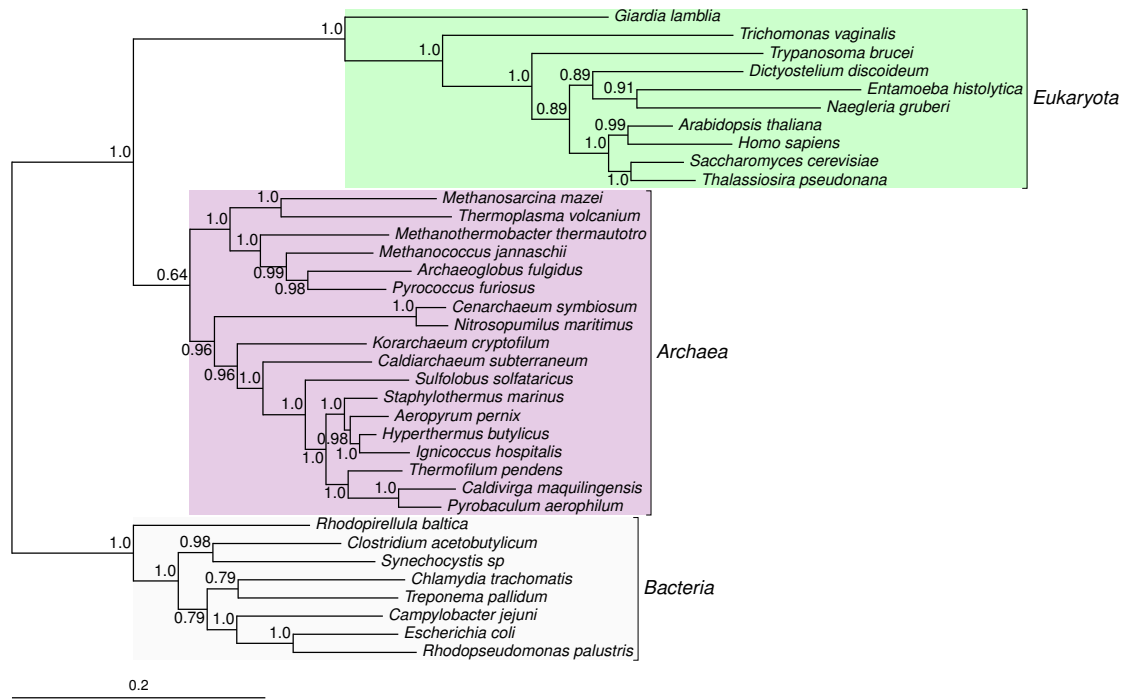 1.0
Giardia lamblia
1.0
Trichomonas vaginalis
1.0
Trypanosoma brucei
0.89
Dictyostelium discoideum
0.91
Entamoeba histolytica
Eukaryota
Naegleria gruberi
0.89
0.99
Arabidopsis thaliana
1.0
Homo sapiens
1.0
Saccharomyces cerevisiae
1.0
Thalassiosira pseudonana
1.0
Methanosarcina mazei
1.0
Thermoplasma volcanium
1.0
Methanothermobacter thermautotro
Methanococcus jannaschii
0.99
Archaeoglobus fulgidus
0.64
0.98
Pyrococcus furiosus
1.0
Cenarchaeum symbiosum
Nitrosopumilus maritimus
0.96
Korarchaeum cryptofilum
Archaea
0.96
1.0
Caldiarchaeum subterraneum
Sulfolobus solfataricus
1.0
1.0
Staphylothermus marinus
Aeropyrum pernix
0.98
Hyperthermus butylicus
1.0
1.0
Ignicoccus hospitalis
Thermofilum pendens
1.0
1.0
Caldivirga maquilingensis
Pyrobaculum aerophilum
Rhodopirellula baltica
1.0
0.98
Clostridium acetobutylicum
Synechocystis sp
1.0
0.79
Chlamydia trachomatis
Bacteria
Treponema pallidum
0.79
1.0
Campylobacter jejuni
1.0
Escherichia coli
Rhodopseudomonas palustris
0.2